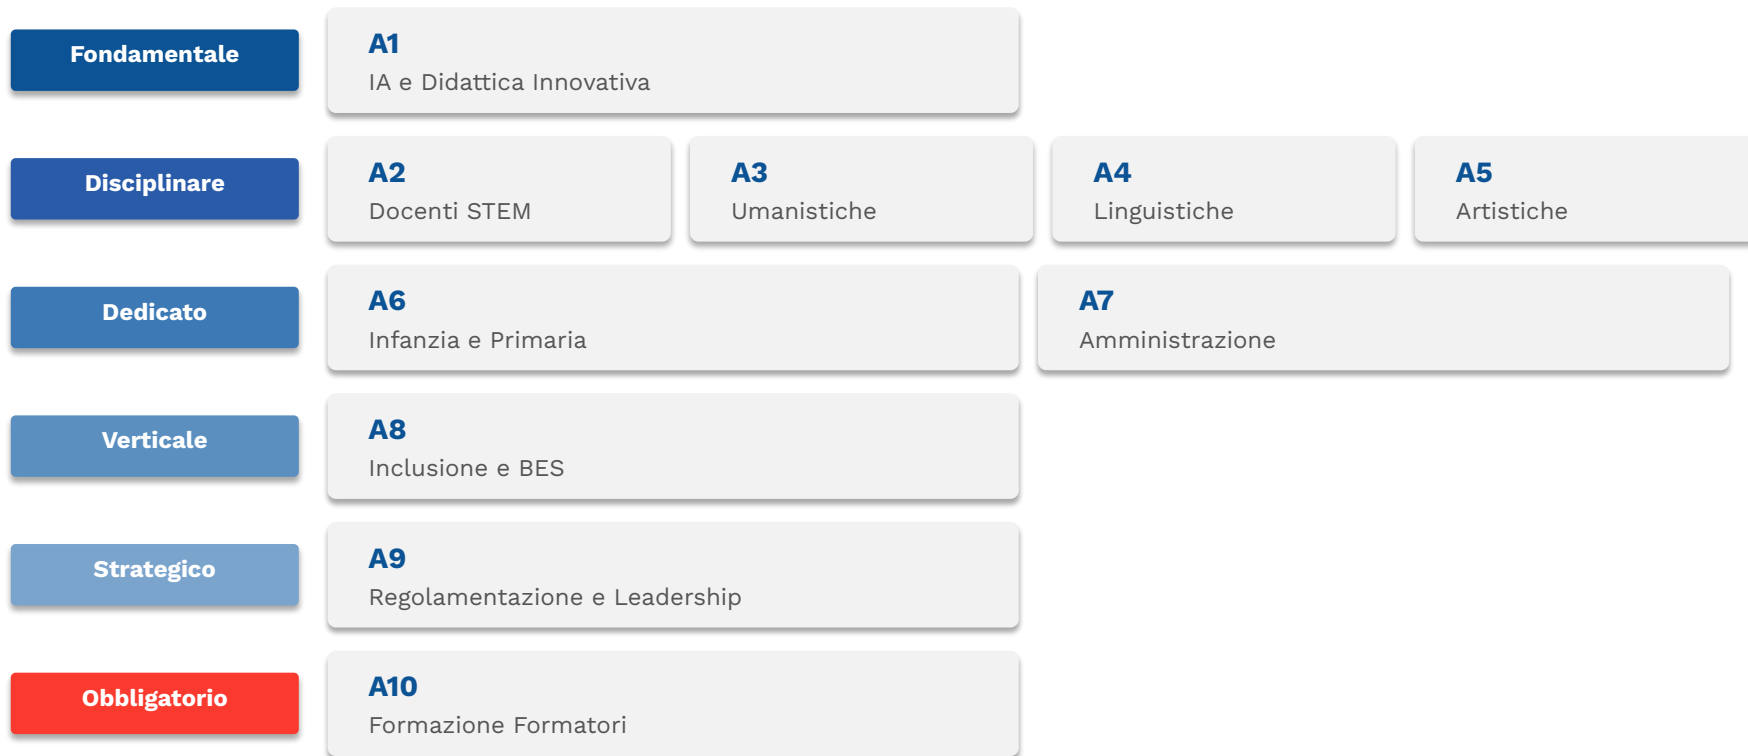 Fondamentale
A1
IA e Didattica Innovativa
Disciplinare
A2
Docenti STEM
A3
Umanistiche
A4
Linguistiche
A5
Artistiche
Dedicato
A6
Infanzia e Primaria
A7
Amministrazione
Verticale
A8
Inclusione e BES
Strategico
A9
Regolamentazione e Leadership
Obbligatorio
A10
Formazione Formatori